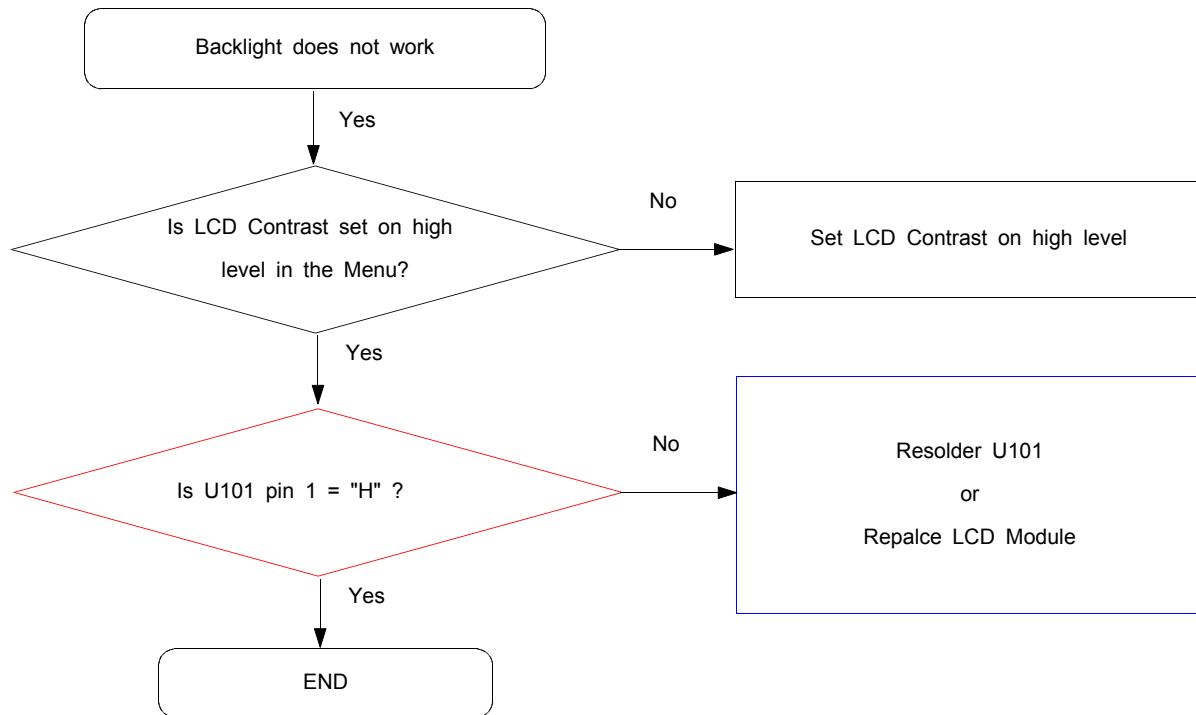 Backlight does not work
Yes
Is LCD Contrast set on high
level in the Menu?
No
Set LCD Contrast on high level
Yes
Is U101 pin 1 = "H" ?
No
Resolder U101
or
Repalce LCD Module
Yes
END